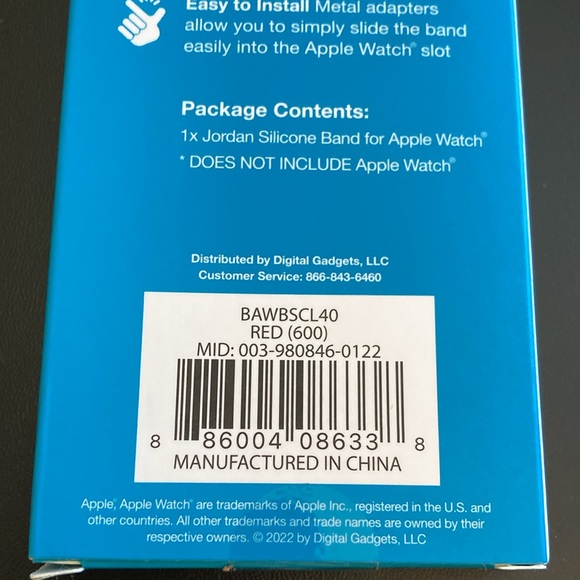 Easy to Install Metal adapters
allow you to simply slide the band
easily into the Apple Watch® slot
Package Contents:
1x Jordan Silicone Band for Apple Watch®
* DOES NOT INCLUDE Apple Watch®
Distributed by Digital Gadgets, LLC
Customer Service: 866-843-6460
BAWBSCL40
RED (600)
MID: 003-980846-0122
8 86004 08633 8
MANUFACTURED IN CHINA
Apple®, Apple Watch® are trademarks of Apple Inc., registered in the U.S. and
other countries. All other trademarks and trade names are owned by their
respective owners. © 2022 by Digital Gadgets, LLC